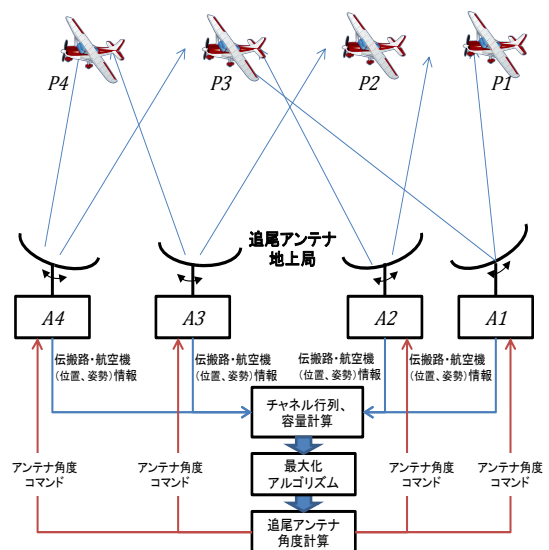 P4
P3
P2
P1
追尾アンテナ
地上局
A4
A3
A2
A1
伝搬路・航空機
(位置、姿勢)情報
伝搬路・航空機
(位置、姿勢)情報
伝搬路・航空機
(位置、姿勢)情報
伝搬路・航空機
(位置、姿勢)情報
チャネル行列、
容量計算
最大化
アルゴリズム
アンテナ角度
コマンド
アンテナ角度
コマンド
アンテナ角度
コマンド
アンテナ角度
コマンド
追尾アンテナ
角度計算